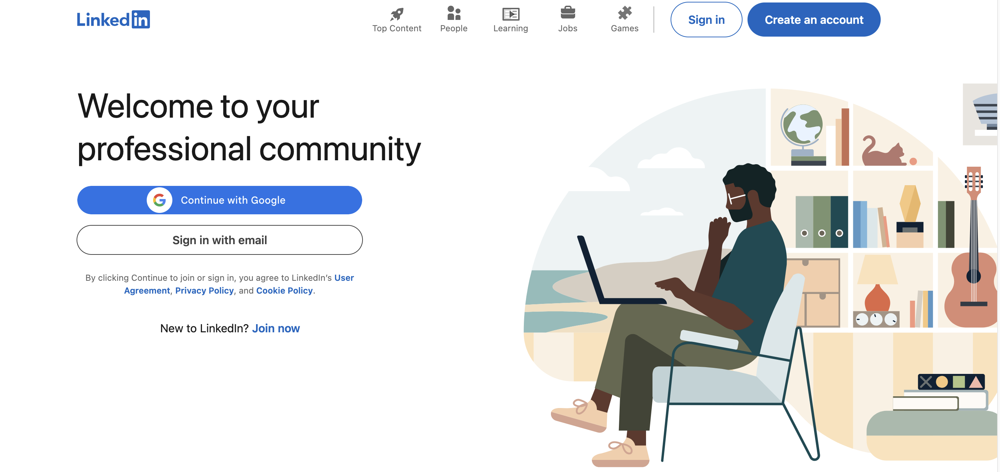 LinkedIn
Top Content
People
Learning
Jobs
Games
Sign in
Create an account
Welcome to your
professional community
Continue with Google
Sign in with email
By clicking Continue to join or sign in, you agree to LinkedIn’s User
Agreement, Privacy Policy, and Cookie Policy.
New to LinkedIn? Join now